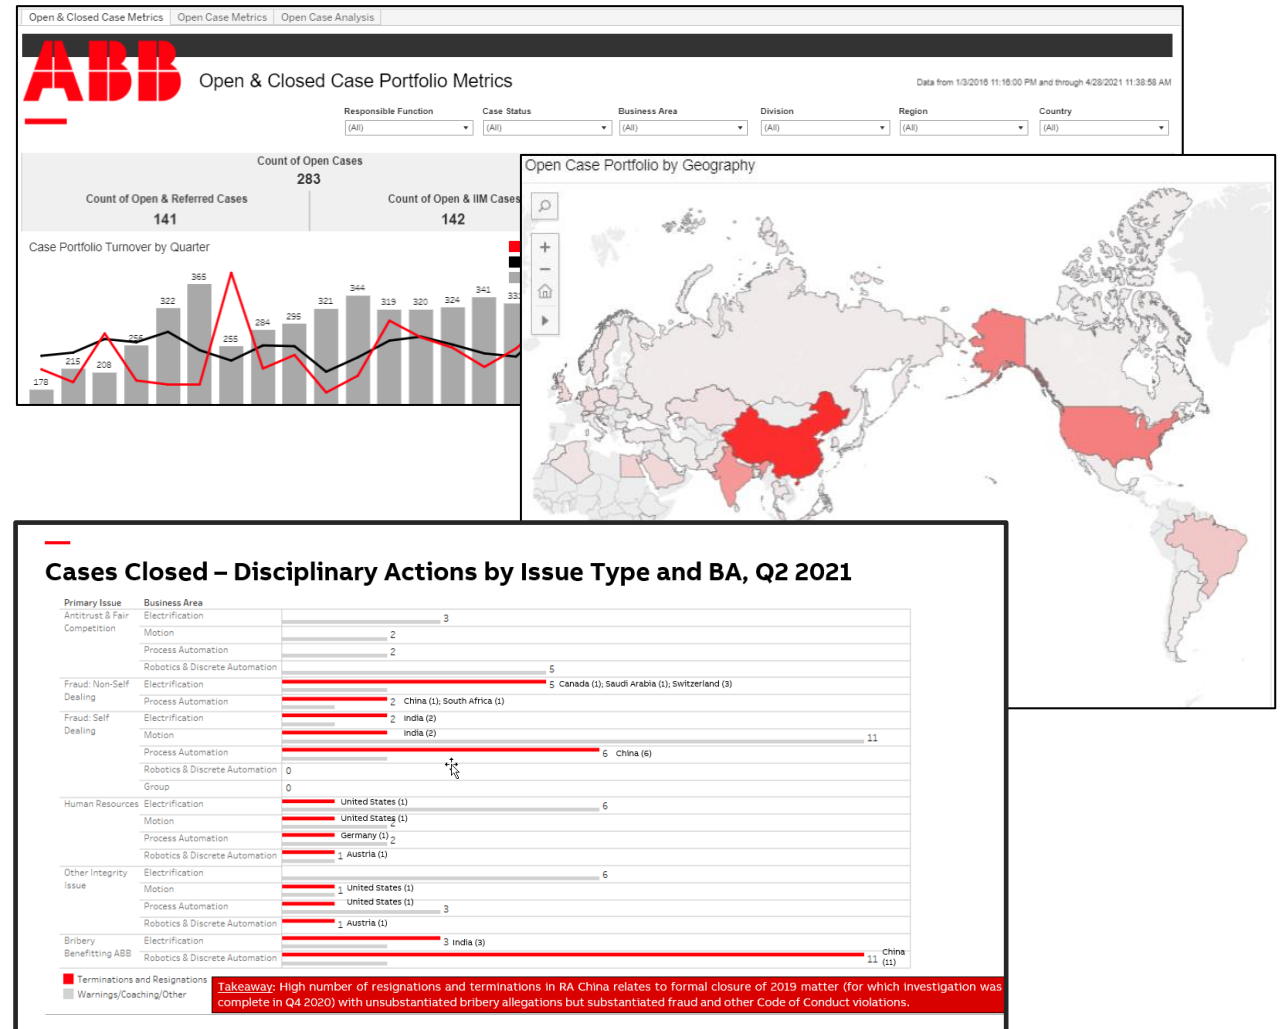 Open & Closed Case Metrics Open Case Metrics Open Case Analysis
ABB
Open & Closed Case Portfolio Metrics
Data from 1/3/2016 11:16:00 PM and through 4/28/2021 11:38:58 AM
Responsible Function Case Status Business Area Division Region Country
(All) (All) (All) (All) (All) (All)
Count of Open Cases
283
Count of Open & Referred Cases Count of Open & IIM Cases
141 142
Case Portfolio Turnover by Quarter
178 215 208 256 322 365 255 284 295 321 344 319 320 324 341
Open Case Portfolio by Geography
Cases Closed – Disciplinary Actions by Issue Type and BA, Q2 2021
Primary Issue Business Area
Antitrust & Fair Competition
Electrification 3
Motion 2
Process Automation 2
Robotics & Discrete Automation 5
Fraud: Non-Self Dealing
Electrification 5 Canada (1); Saudi Arabia (1); Switzerland (3)
Process Automation 2 China (1); South Africa (1)
Fraud: Self Dealing
Electrification 2 India (2)
Motion India (2) 11
Process Automation 6 China (6)
Robotics & Discrete Automation 0
Group 0
Human Resources
Electrification United States (1) 6
Motion United States (1) 2
Process Automation Germany (1) 2
Robotics & Discrete Automation 1 Austria (1)
Other Integrity Issue
Electrification 6
Motion 1 United States (1)
Process Automation United States (1) 3
Robotics & Discrete Automation 1 Austria (1)
Bribery Benefitting ABB
Electrification 3 India (3)
Robotics & Discrete Automation 11 China (11)
Terminations and Resignations
Warnings/Coaching/Other
Takeaway: High number of resignations and terminations in RA China relates to formal closure of 2019 matter (for which investigation was
complete in Q4 2020) with unsubstantiated bribery allegations but substantiated fraud and other Code of Conduct violations.